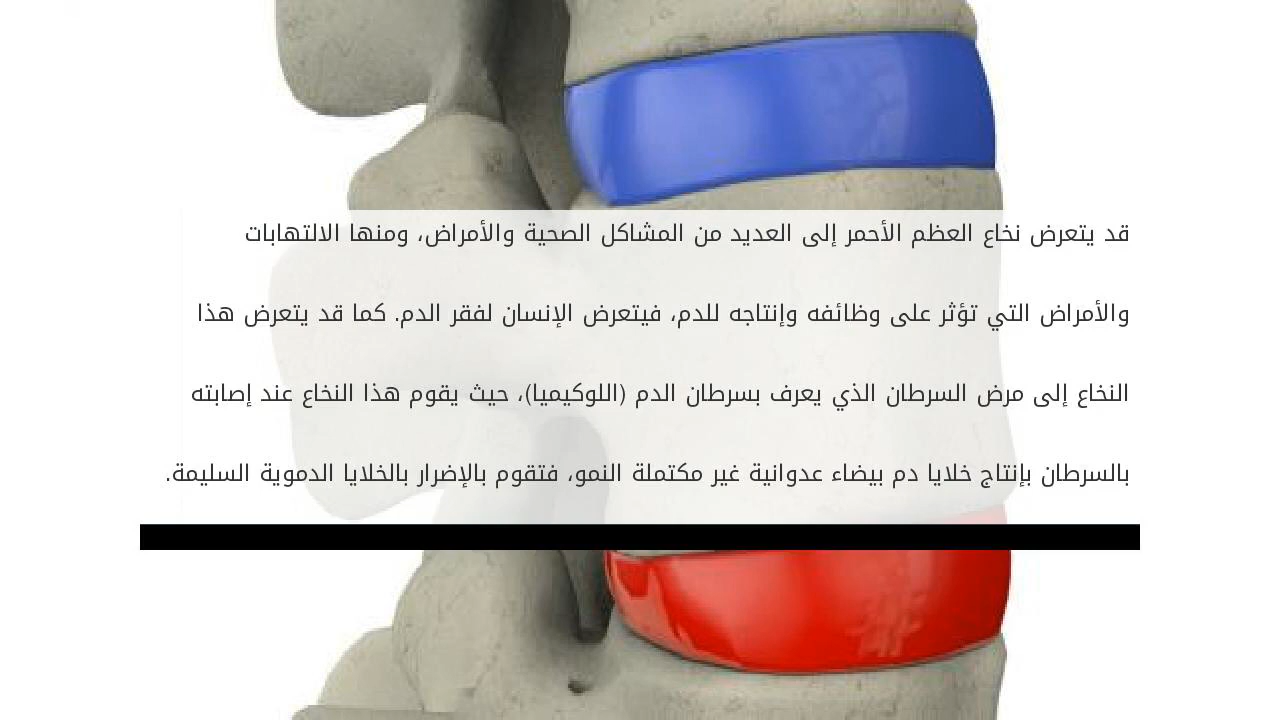 قد يتعرض نخاع العظم الأحمر إلى العديد من المشاكل الصحية والأمراض، ومنها الالتهابات
والأمراض التي تؤثر على وظائفه وإنتاجه للدم، فيتعرض الإنسان لفقر الدم. كما قد يتعرض هذا
النخاع إلى مرض السرطان الذي يعرف بسرطان الدم (اللوكيميا)، حيث يقوم هذا النخاع عند إصابته
بالسرطان بإنتاج خلايا دم بيضاء عدوانية غير مكتملة النمو، فتقوم بالإضرار بالخلايا الدموية السليمة.